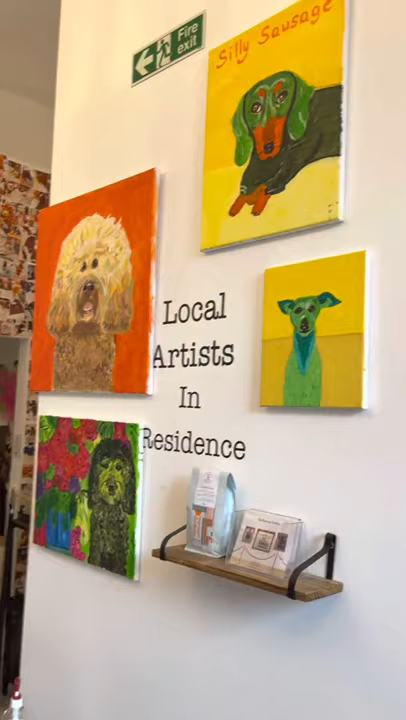 Silly Sausage
Fire
exit
Local
Artists
In
Residence